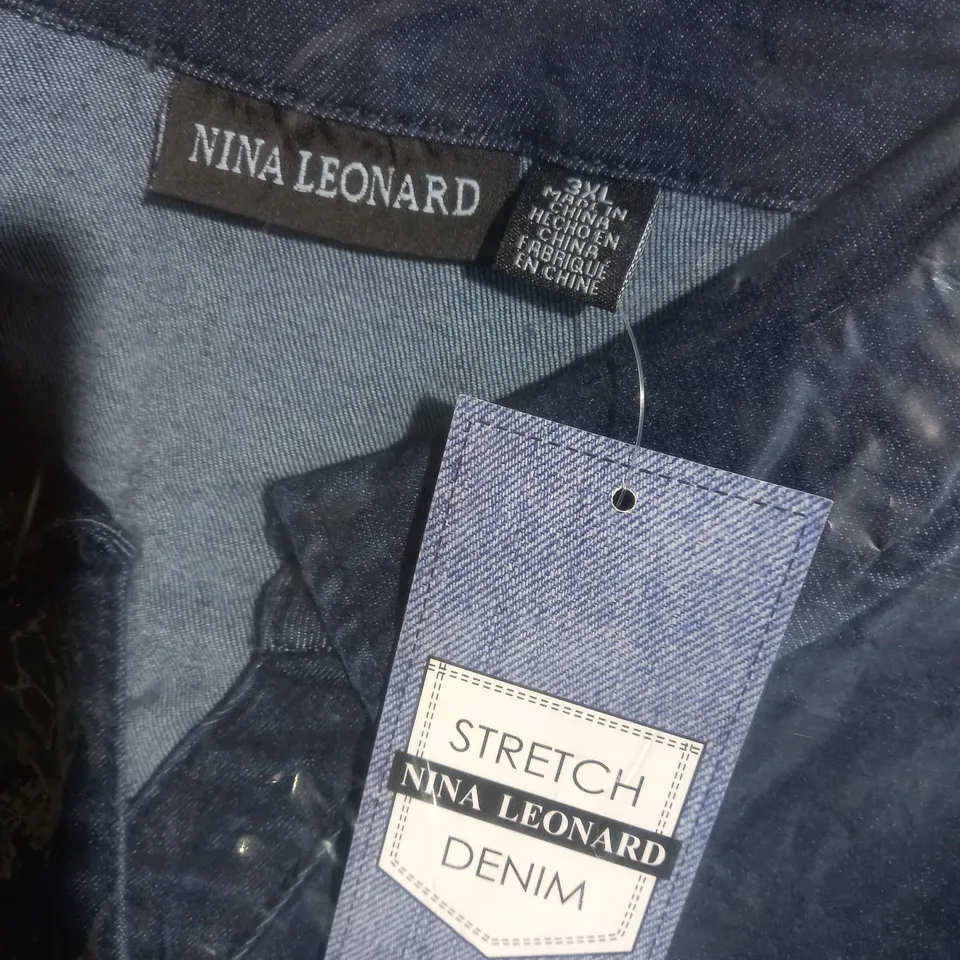 NINA LEONARD
3XL
MADE IN
CHINA
HECHO EN
CHINA
FABRIQUE
EN CHINE
STRETCH
NINA LEONARD
DENIM